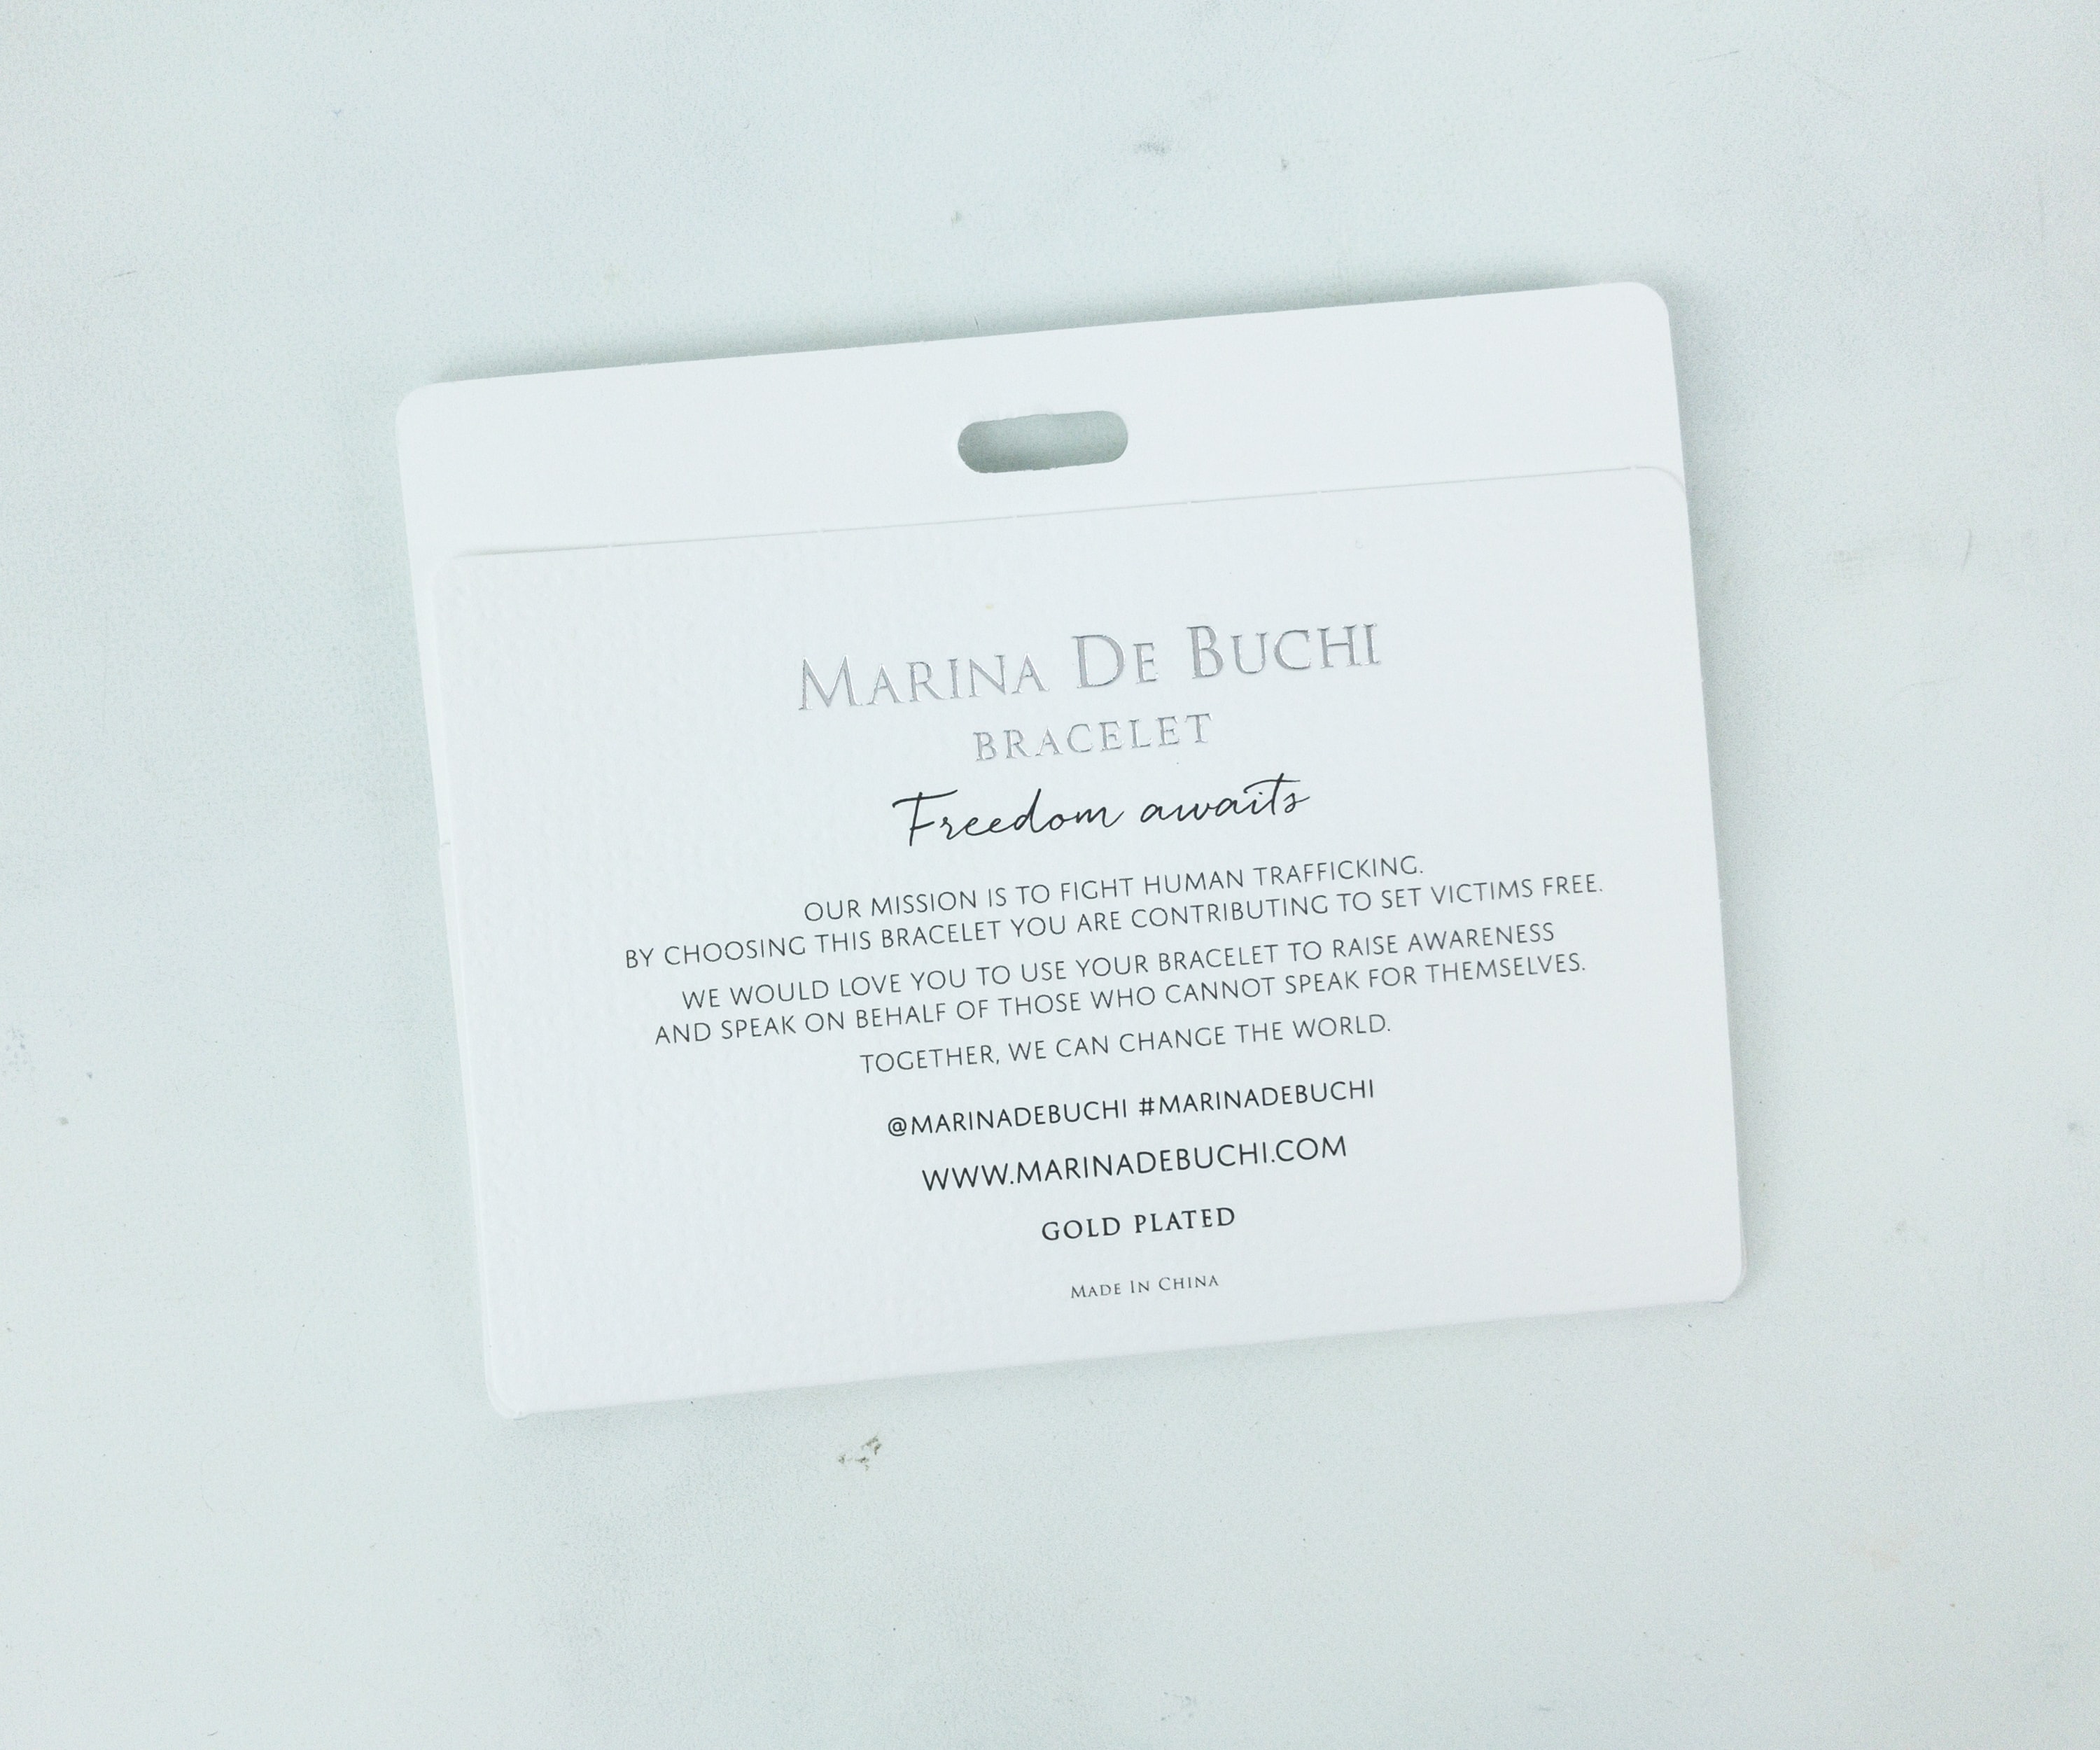 MARINA DE BUCHI
BRACELET
Freedom awaits
OUR MISSION IS TO FIGHT HUMAN TRAFFICKING.
BY CHOOSING THIS BRACELET YOU ARE CONTRIBUTING TO SET VICTIMS FREE.
WE WOULD LOVE YOU TO USE YOUR BRACELET TO RAISE AWARENESS
AND SPEAK ON BEHALF OF THOSE WHO CANNOT SPEAK FOR THEMSELVES.
TOGETHER, WE CAN CHANGE THE WORLD.
@MARINADEBUCHI #MARINADEBUCHI
WWW.MARINADEBUCHI.COM
GOLD PLATED
MADE IN CHINA